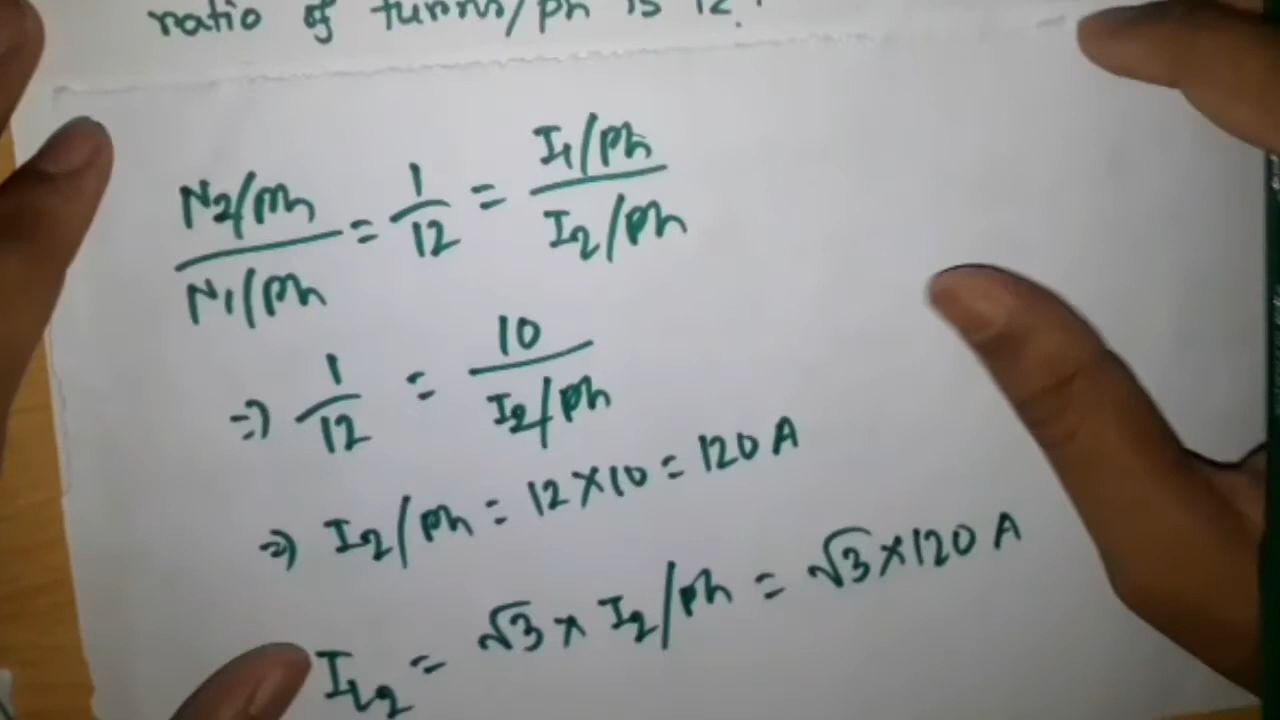 ratio of turns/ph is 12.
N2/ph / N1/ph = 1/12 = I1/ph / I2/ph
⇒ 1/12 = 10 / I2/ph
⇒ I2/ph = 12×10 = 120 A
IL2 = √3 × I2/ph = √3×120 A